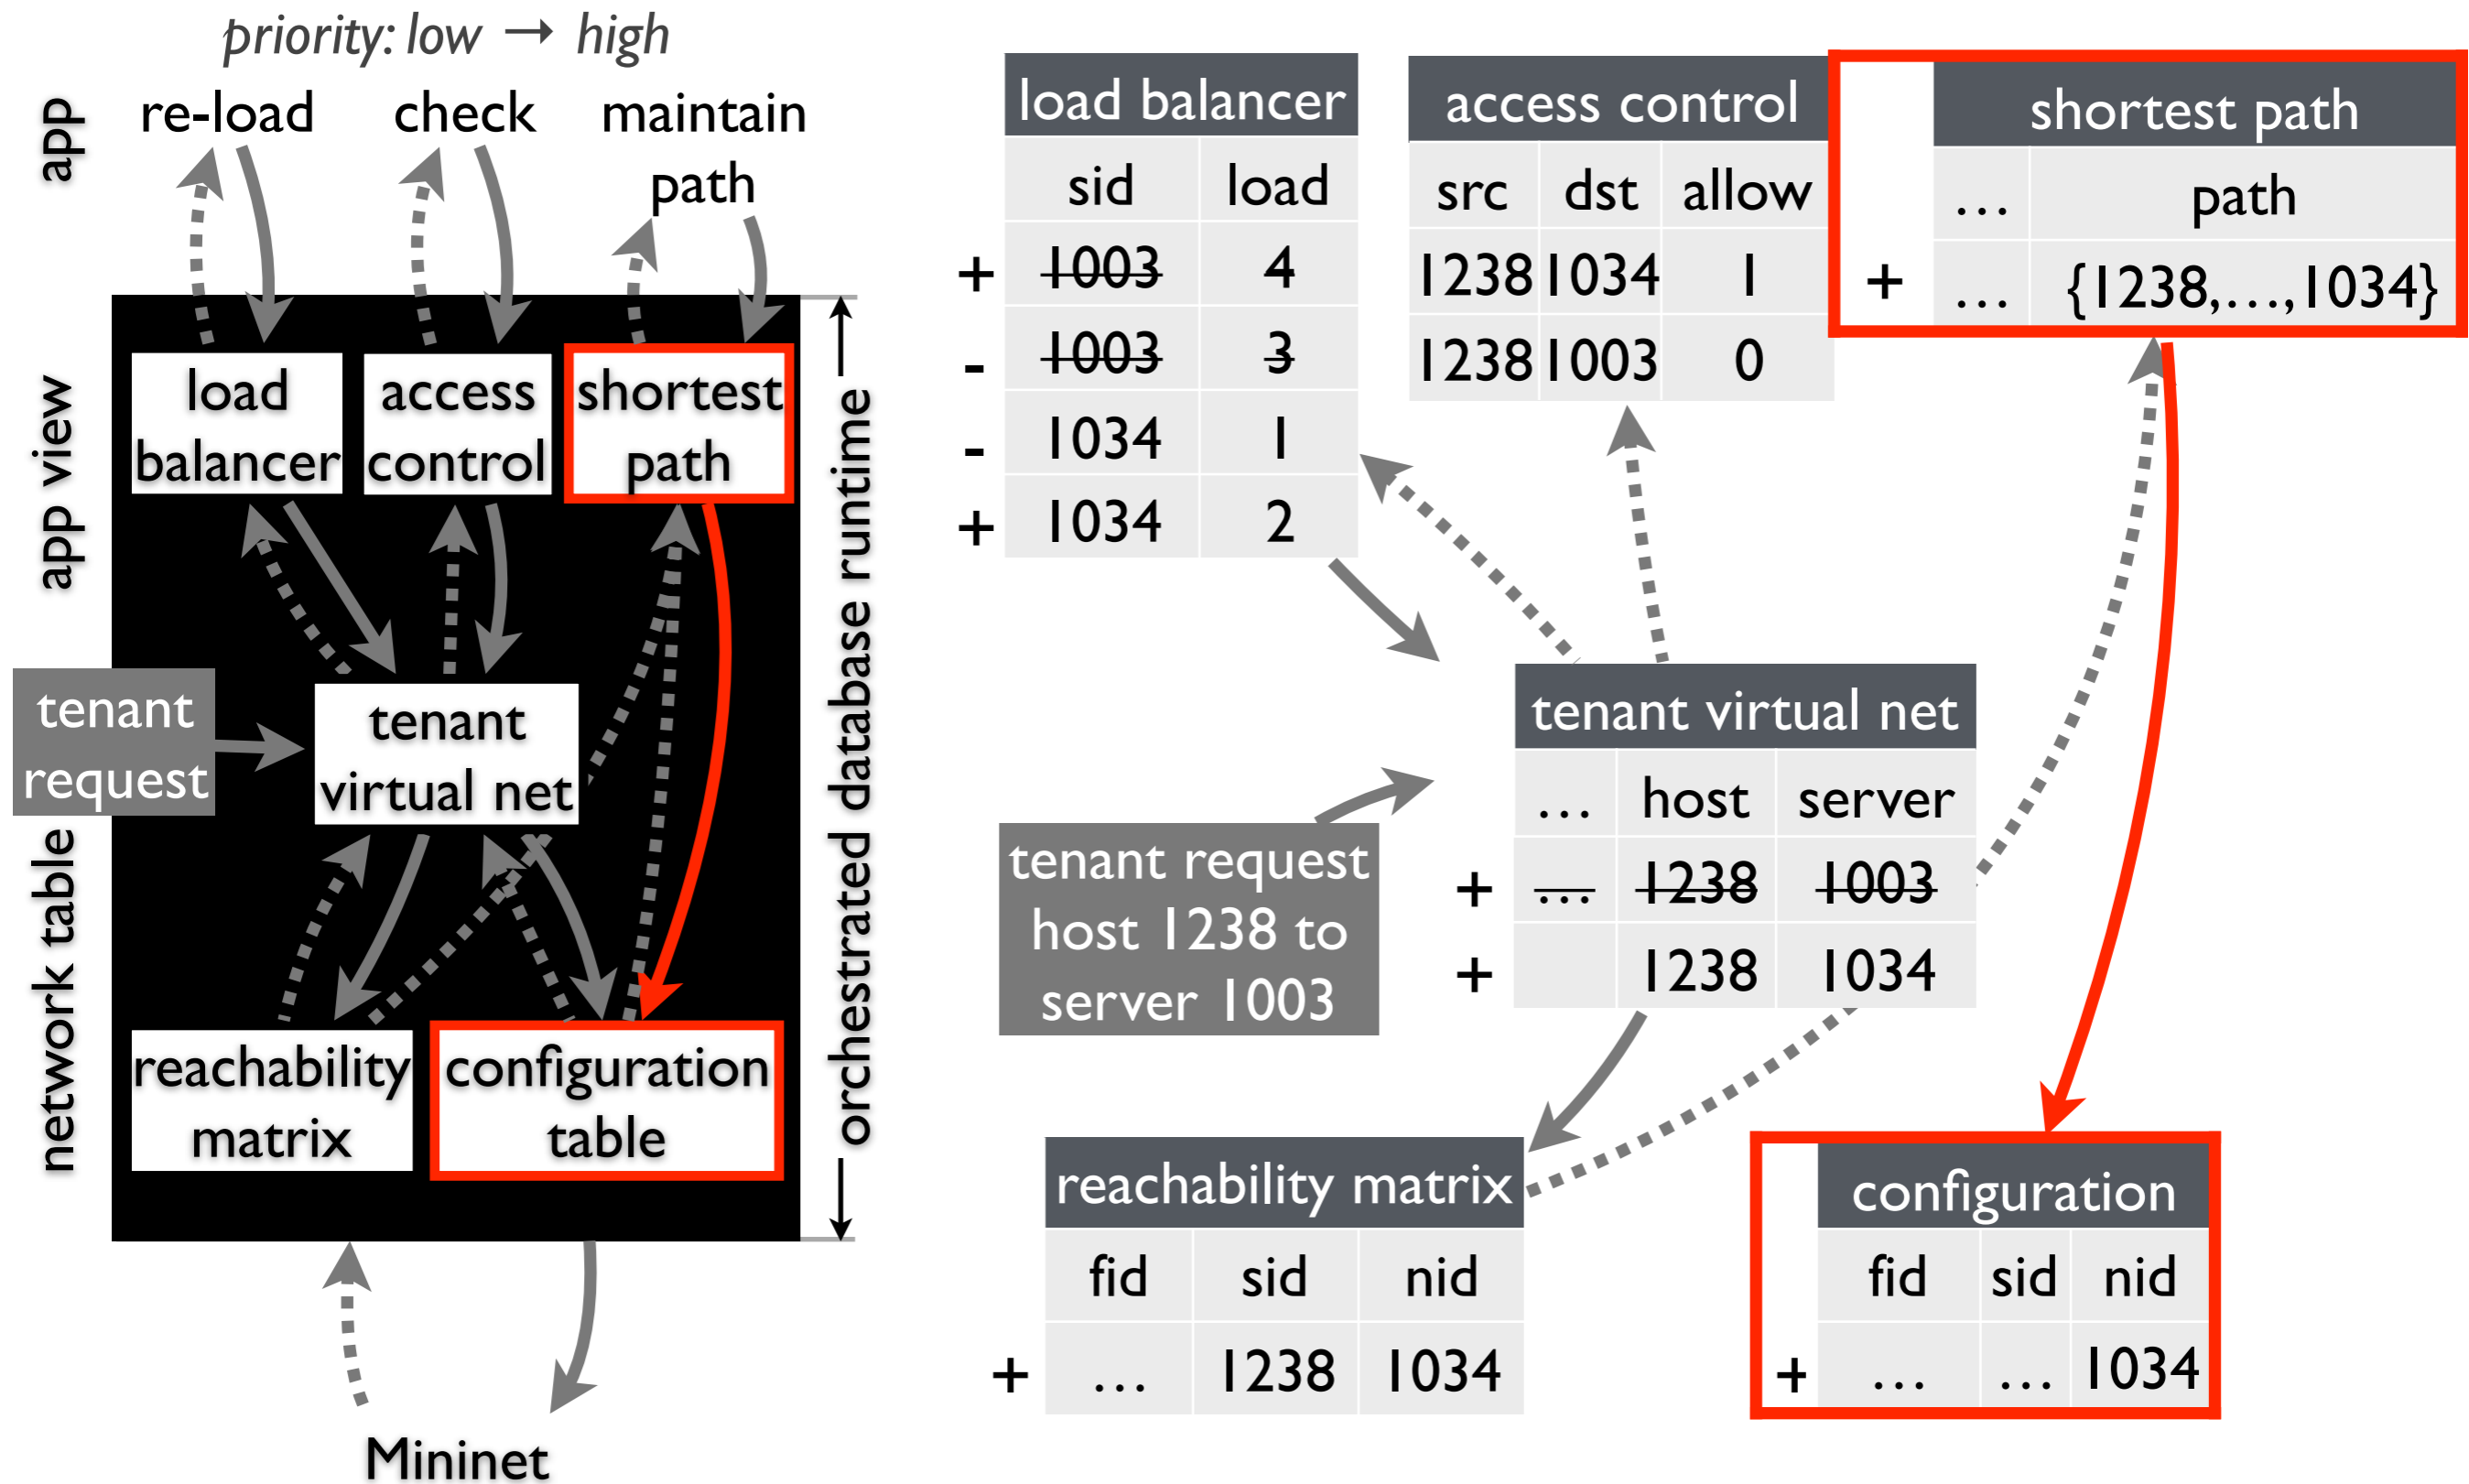 priority: low → high
app
re-load
check
maintain
path
app view
load
balancer
access
control
shortest
path
tenant
request
tenant
virtual net
network table
reachability
matrix
configuration
table
orchestrated database runtime
Mininet
load balancer
sid load
+ 1003 4
- 1003 3
- 1034 1
+ 1034 2
access control
src dst allow
1238 1034 1
1238 1003 0
shortest path
… path
+ … {1238,…,1034}
tenant virtual net
… host server
+ … 1238 1003
+ 1238 1034
tenant request
host 1238 to
server 1003
reachability matrix
fid sid nid
+ … 1238 1034
configuration
fid sid nid
+ … … 1034